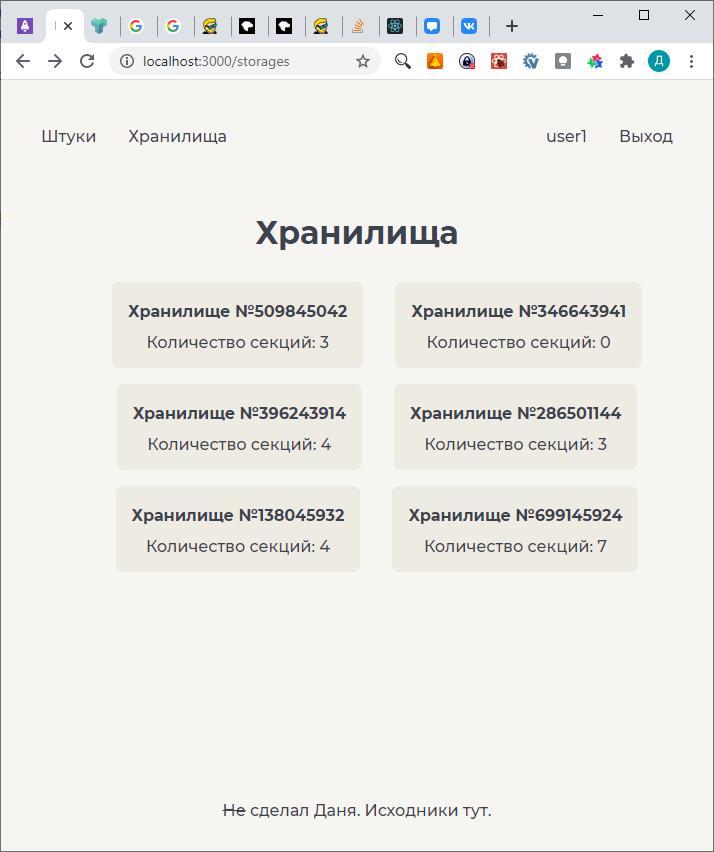 localhost:3000/storages
Д
Штуки Хранилища user1 Выход
Хранилища
Хранилище №509845042 Хранилище №346643941
Количество секций: 3 Количество секций: 0
Хранилище №396243914 Хранилище №286501144
Количество секций: 4 Количество секций: 3
Хранилище №138045932 Хранилище №699145924
Количество секций: 4 Количество секций: 7
Не сделал Даня. Исходники тут.